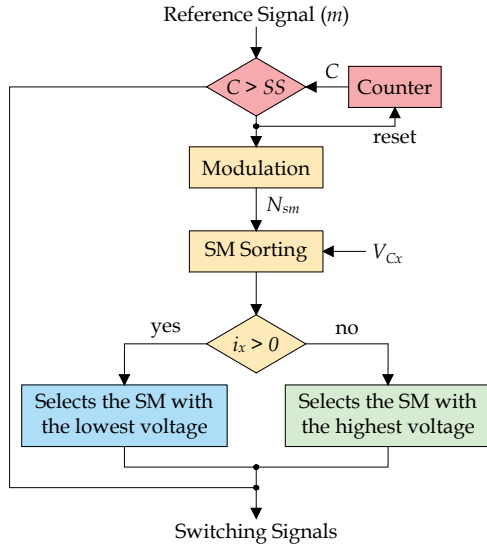 Reference Signal (m)
C > SS
C
Counter
reset
Modulation
N_sm
SM Sorting
V_Cx
i_x > 0
yes
no
Selects the SM with
the lowest voltage
Selects the SM with
the highest voltage
Switching Signals